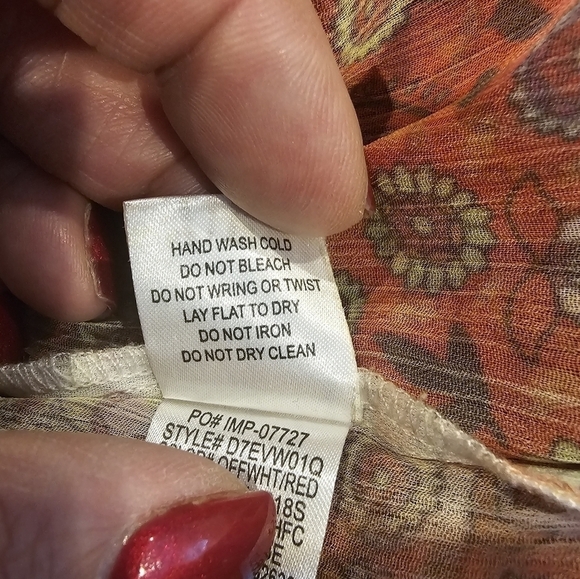 HAND WASH COLD
DO NOT BLEACH
DO NOT WRING OR TWIST
LAY FLAT TO DRY
DO NOT IRON
DO NOT DRY CLEAN
PO# IMP-07727
STYLE# D7EVW01Q
OFFWHT/RED